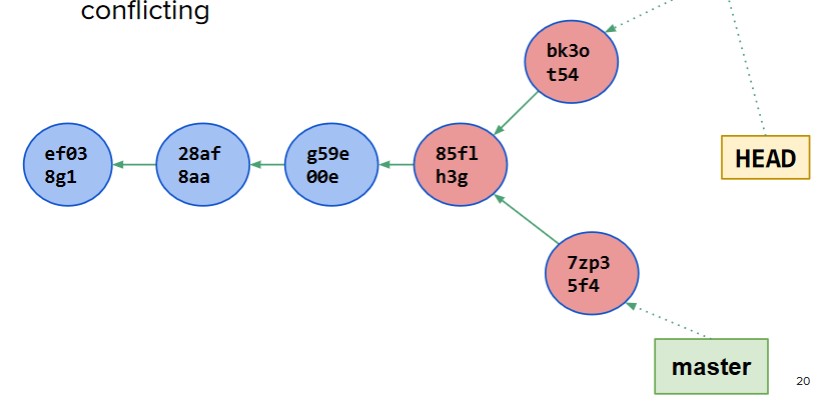 conflicting
bk3o
t54
ef03
8g1
28af
8aa
g59e
00e
85fl
h3g
HEAD
7zp3
5f4
master
20